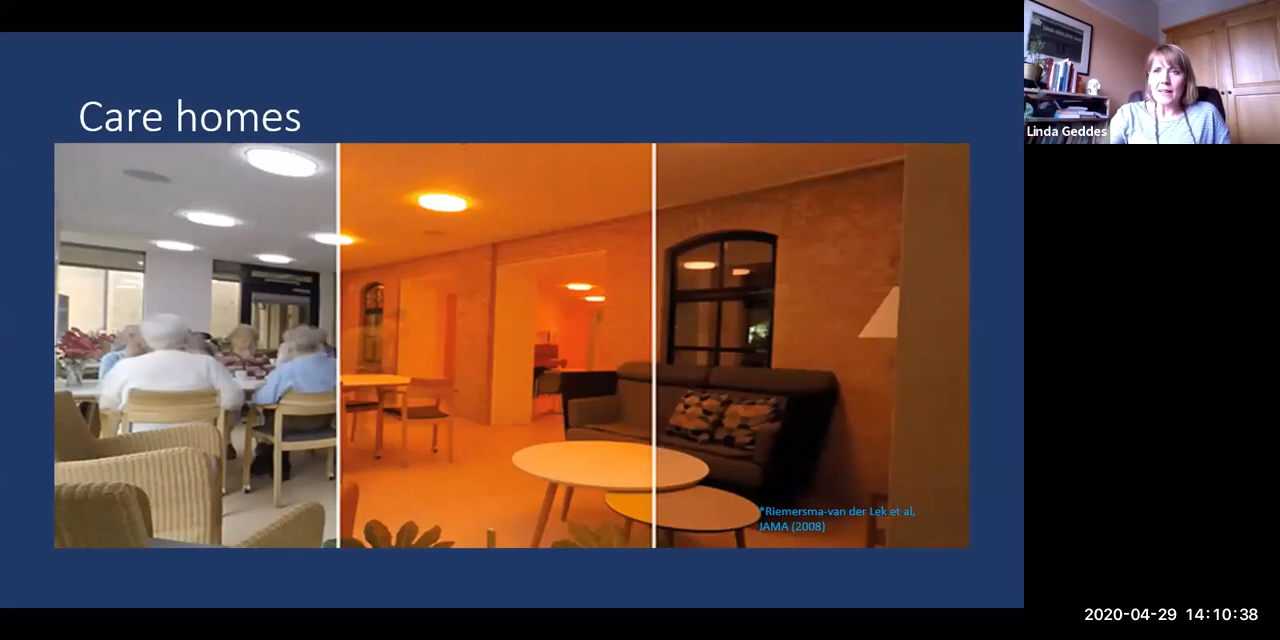 Care homes
Linda Geddes
*Riemersma-van der Lek et al,
JAMA (2008)
2020-04-29 14:10:38